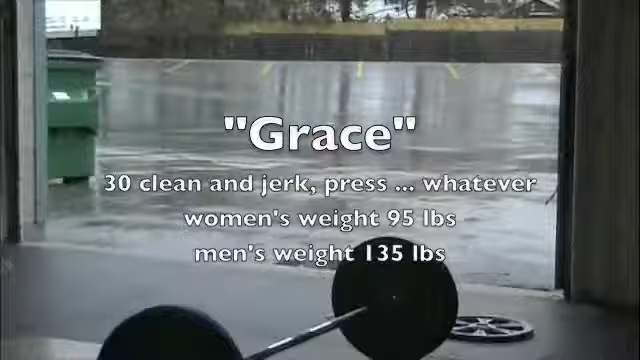 "Grace"
30 clean and jerk, press ... whatever
women's weight 95 lbs
men's weight 135 lbs